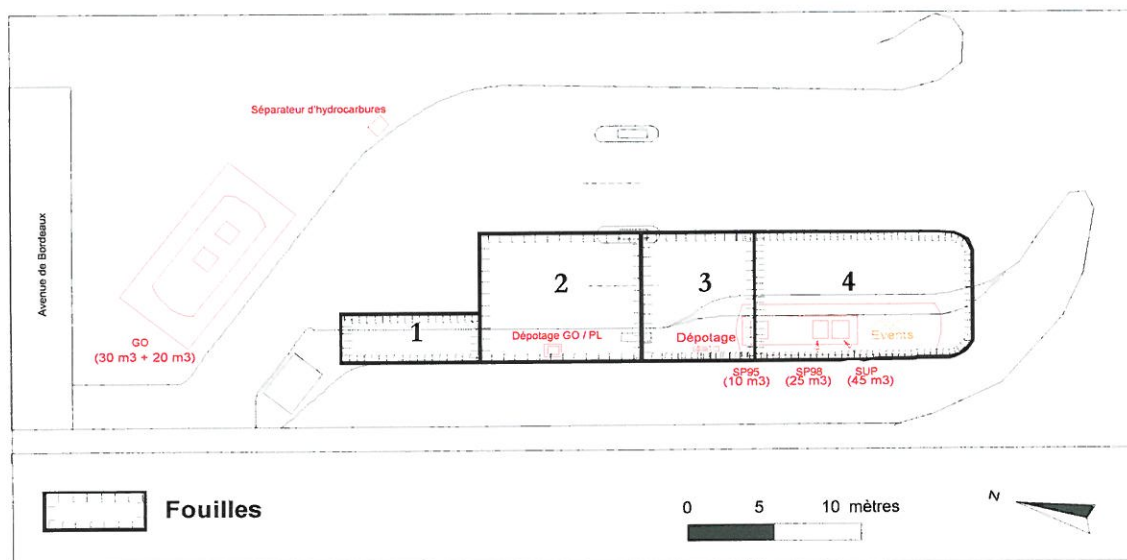 Séparateur d'hydrocarbures
Avenue de Bordeaux
GO
(30 m3 + 20 m3)
1
2
3
4
Dépotage GO / PL
Dépotage
Events
SP95
(10 m3)
SP98
(25 m3)
SUP
(45 m3)
Fouilles
0 5 10 mètres
N